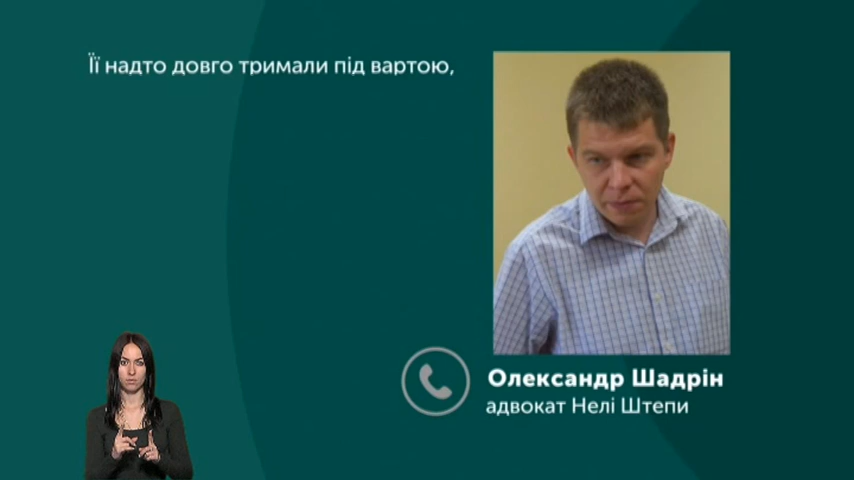 Її надто довго тримали під вартою,
Олександр Шадрін
адвокат Нелі Штепи